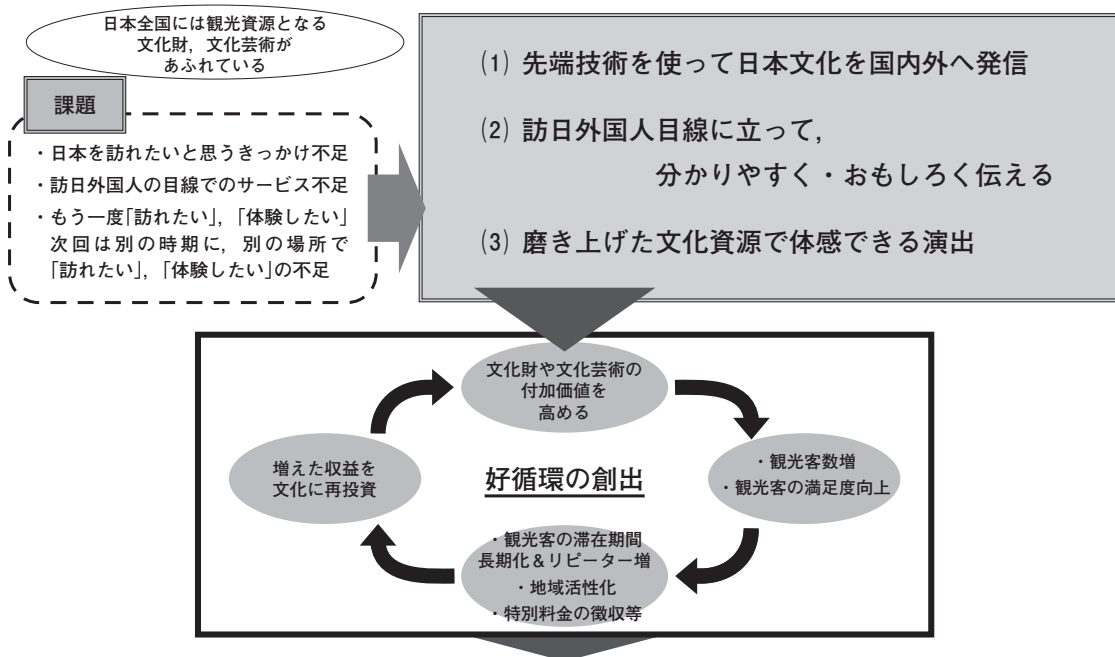 日本全国には観光資源となる
文化財，文化芸術が
あふれている
課題
・日本を訪れたいと思うきっかけ不足
・訪日外国人の目線でのサービス不足
・もう一度「訪れたい」，「体験したい」
次回は別の時期に，別の場所で
「訪れたい」，「体験したい」の不足
(1) 先端技術を使って日本文化を国内外へ発信
(2) 訪日外国人目線に立って，
分かりやすく・おもしろく伝える
(3) 磨き上げた文化資源で体感できる演出
文化財や文化芸術の
付加価値を
高める
・観光客数増
・観光客の満足度向上
・観光客の滞在期間
長期化＆リピーター増
・地域活性化
・特別料金の徴収等
増えた収益を
文化に再投資
好循環の創出